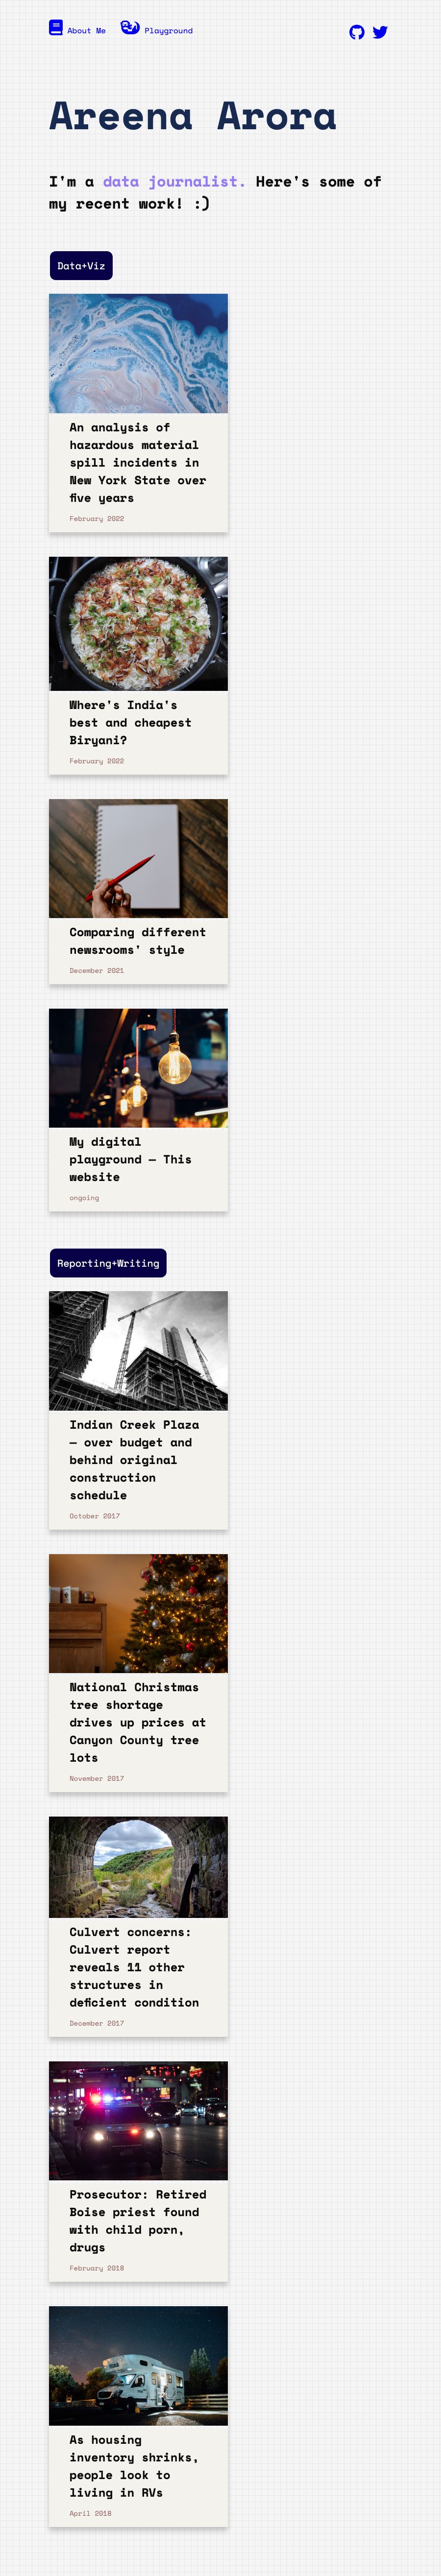 About Me
Playground
Areena Arora
I'm a data journalist. Here's some of
my recent work! :)
Data+Viz
An analysis of
hazardous material
spill incidents in
New York State over
five years
February 2022
Where's India's
best and cheapest
Biryani?
February 2022
Comparing different
newsrooms' style
December 2021
My digital
playground — This
website
ongoing
Reporting+Writing
Indian Creek Plaza
— over budget and
behind original
construction
schedule
October 2017
National Christmas
tree shortage
drives up prices at
Canyon County tree
lots
November 2017
Culvert concerns:
Culvert report
reveals 11 other
structures in
deficient condition
December 2017
Prosecutor: Retired
Boise priest found
with child porn,
drugs
February 2018
As housing
inventory shrinks,
people look to
living in RVs
April 2018